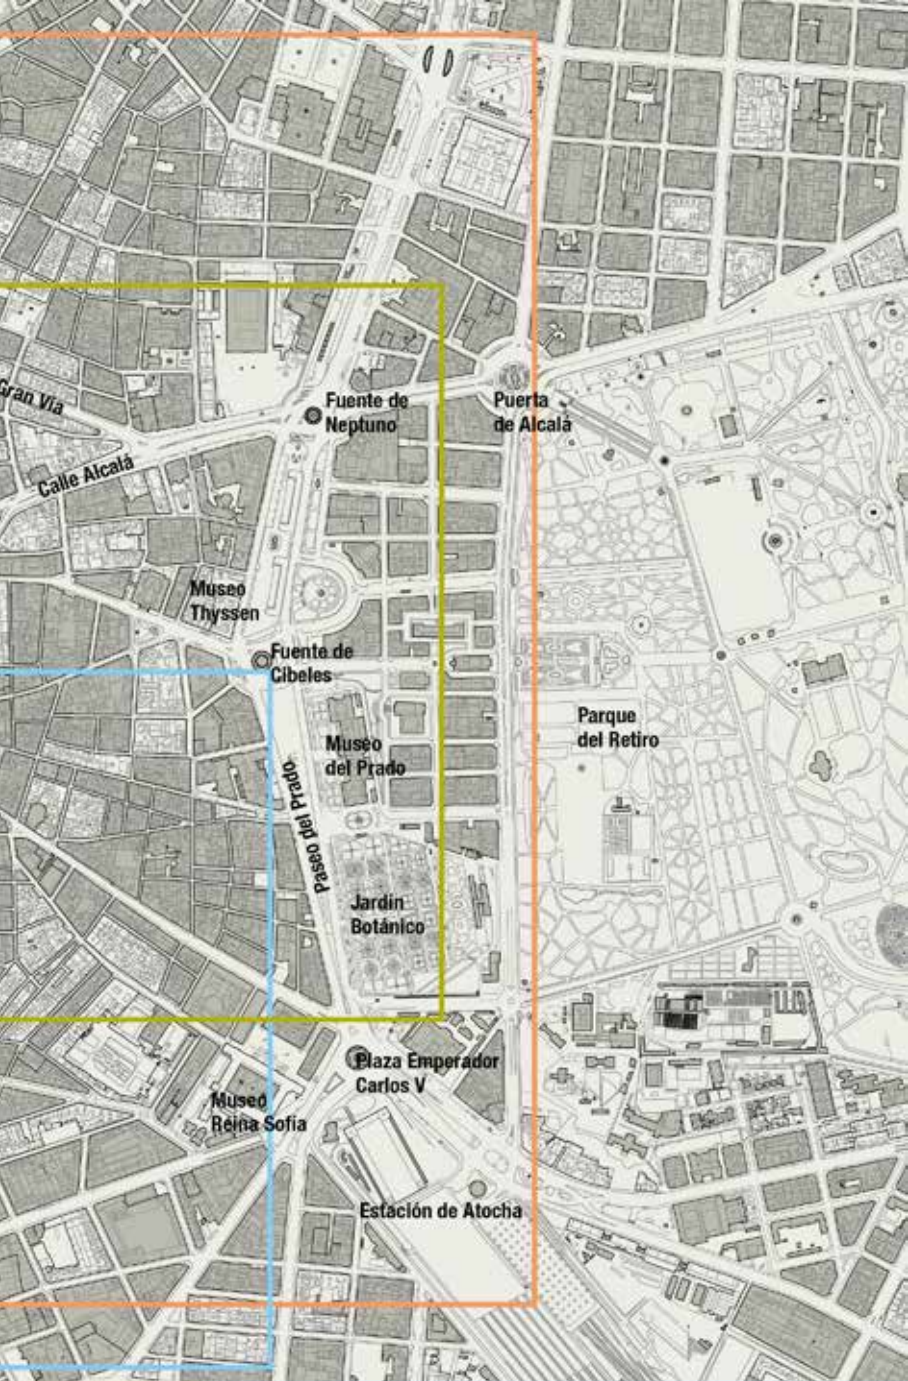 Gran Vía
Fuente de
Neptuno
Puerta
de Alcalá
Calle Alcalá
Museo
Thyssen
Fuente de
Cibeles
Parque
del Retiro
Museo
del Prado
Paseo del Prado
Jardín
Botánico
Plaza Emperador
Carlos V
Museo
Reina Sofía
Estación de Atocha